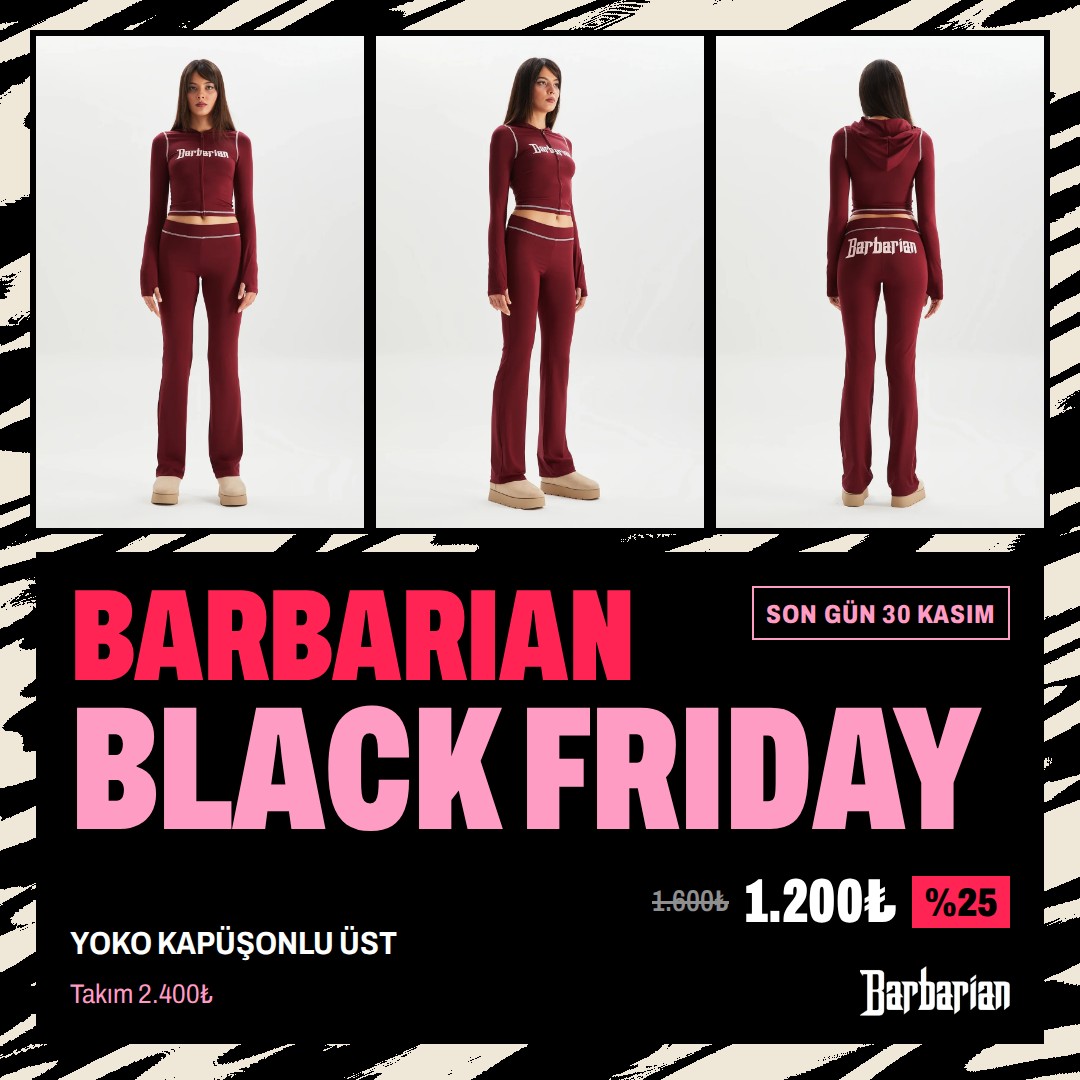 Barbarian
Barbarian
Barbarian
BARBARIAN
SON GÜN 30 KASIM
BLACK FRIDAY
1.600₺ 1.200₺ %25
YOKO KAPÜŞONLU ÜST
Takım 2.400₺
Barbarian